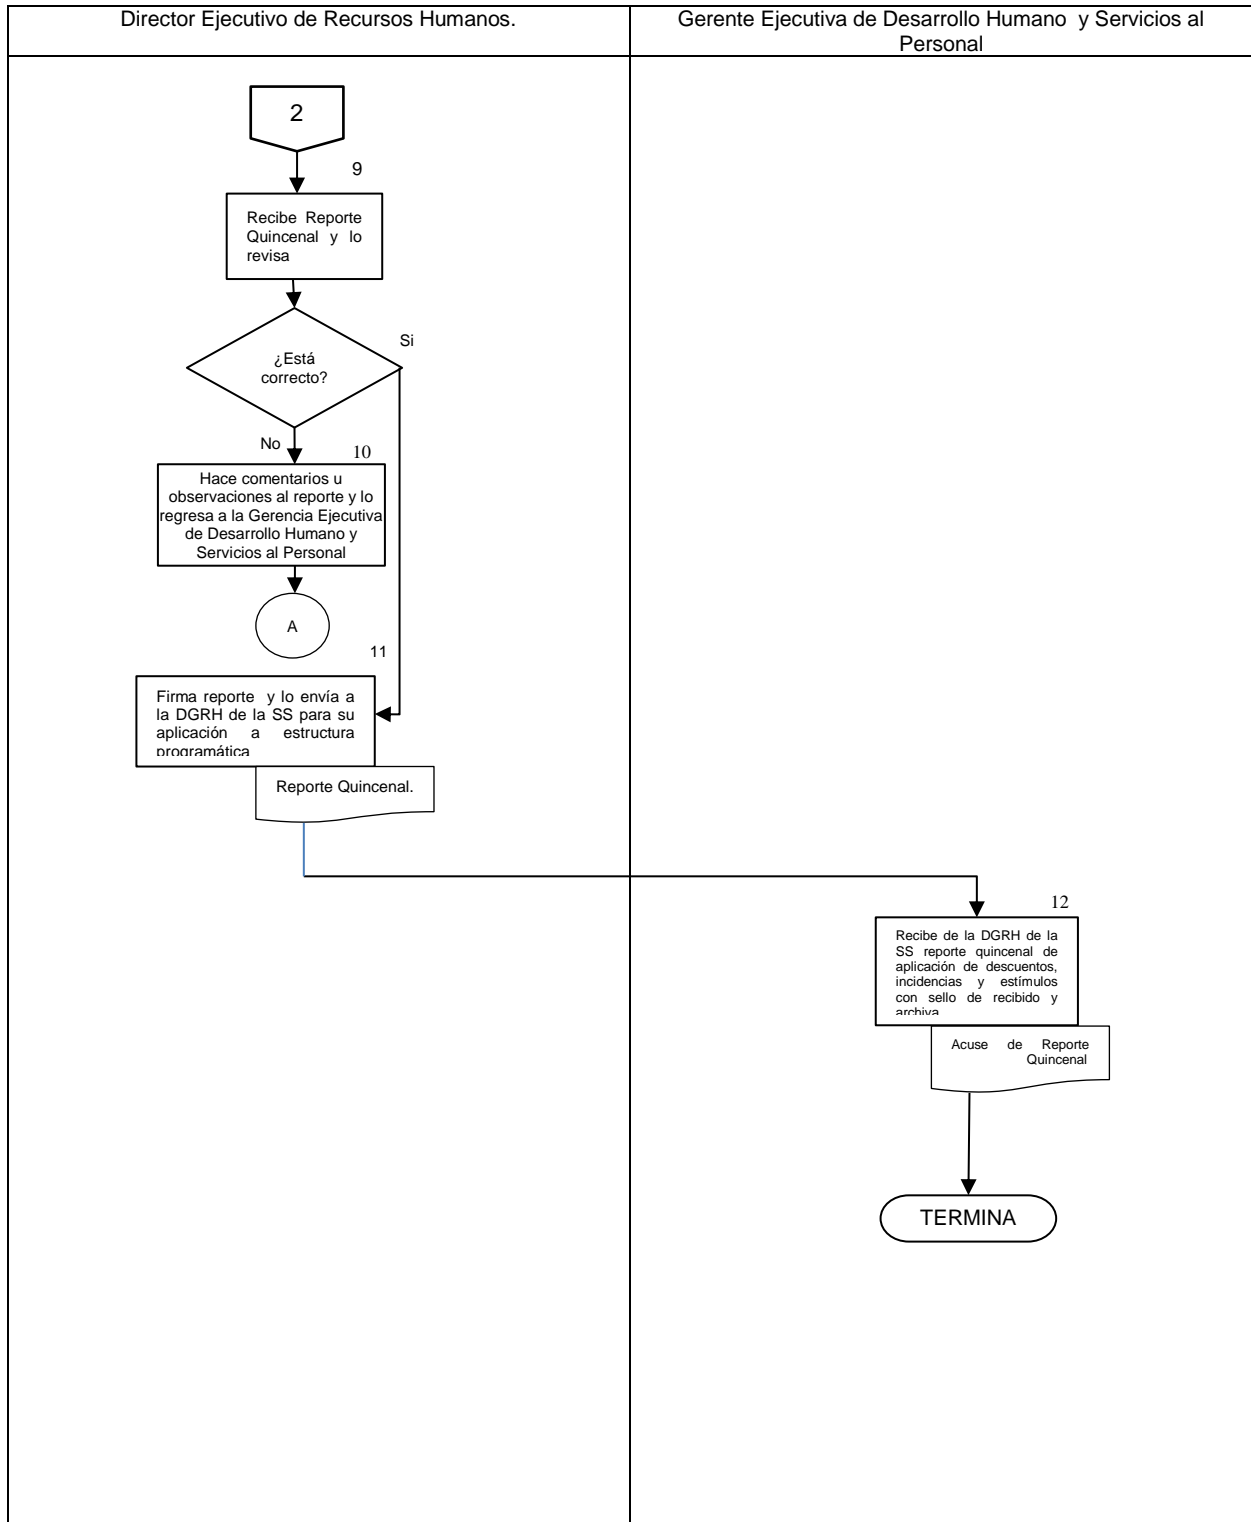 Director Ejecutivo de Recursos Humanos.
Gerente Ejecutiva de Desarrollo Humano y Servicios al
Personal
2
9
Recibe Reporte
Quincenal y lo
revisa
¿Está
correcto?
Si
No
10
Hace comentarios u
observaciones al reporte y lo
regresa a la Gerencia Ejecutiva
de Desarrollo Humano y
Servicios al Personal
A
11
Firma reporte y lo envía a
la DGRH de la SS para su
aplicación a estructura
programática
Reporte Quincenal.
12
Recibe de la DGRH de la
SS reporte quincenal de
aplicación de descuentos,
incidencias y estímulos
con sello de recibido y
archiva
Acuse de Reporte
Quincenal
TERMINA